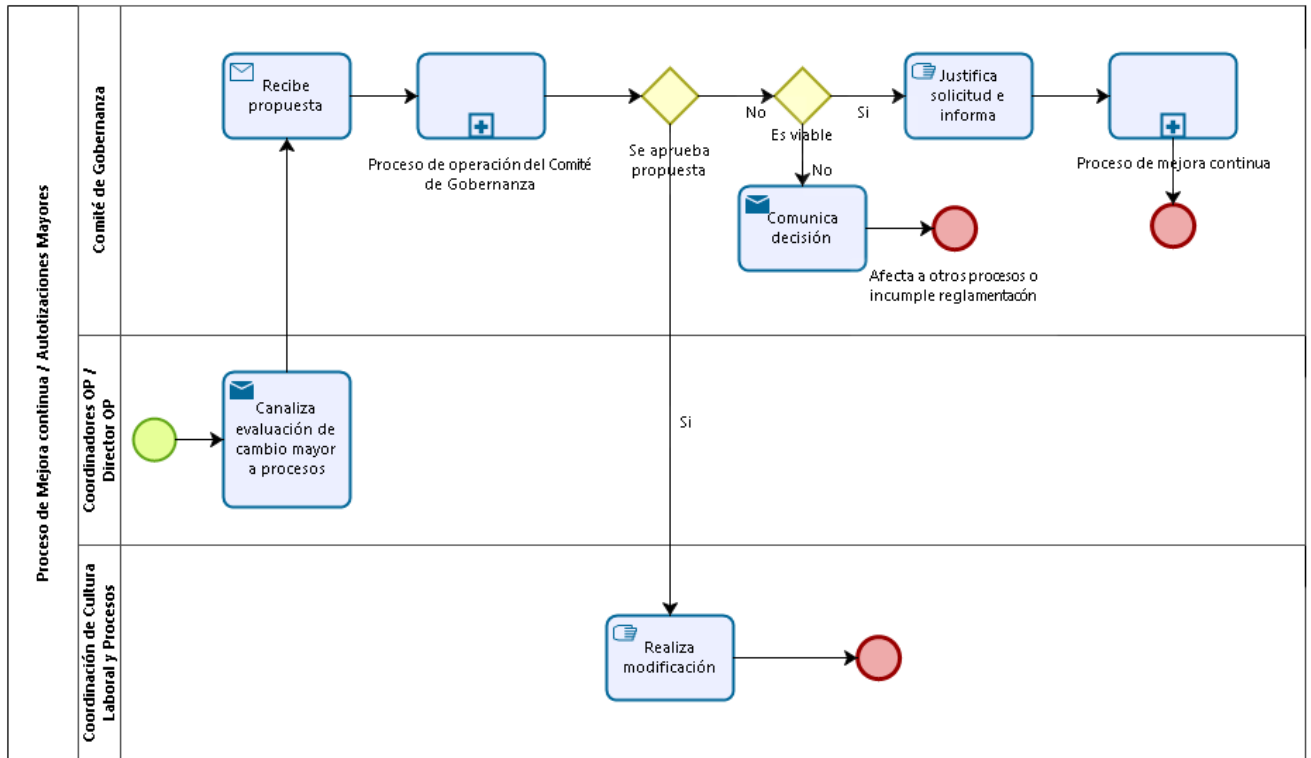 Proceso de Mejora continua / Autotizaciones Mayores
Comité de Gobernanza
Recibe
propuesta
Proceso de operación del Comité
de Gobernanza
Se aprueba
propuesta
No
Es viable
Si
No
Justifica
solicitud e
informa
Proceso de mejora continua
Comunica
decisión
Afecta a otros procesos o
incumple reglamentacón
Coordinadores OP /
Director OP
Canaliza
evaluación de
cambio mayor
a procesos
Si
Coordinación de Cultura
Laboral y Procesos
Realiza
modificación